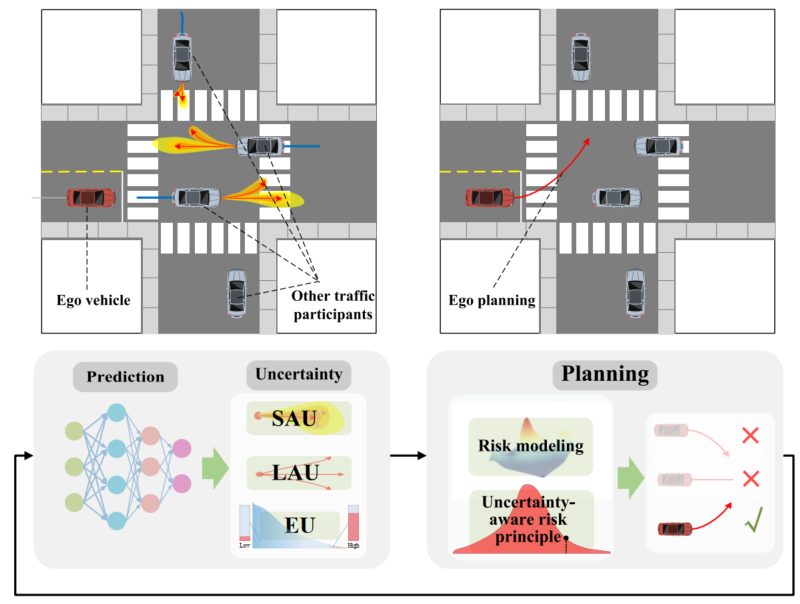 Ego vehicle
Other traffic
participants
Ego planning
Prediction
Uncertainty
SAU
LAU
EU
Low
High
Planning
Risk modeling
Uncertainty-
aware risk
principle